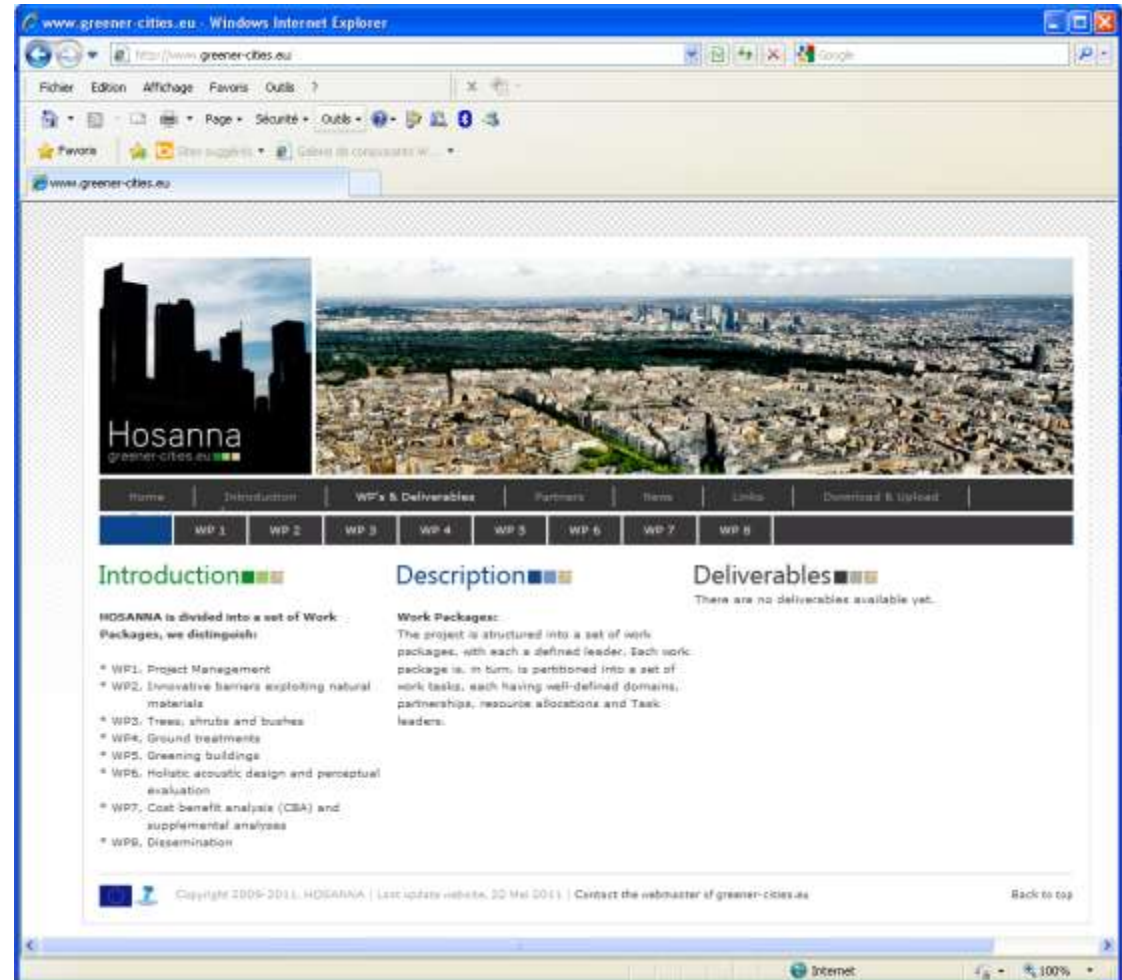 www.greener-cities.eu - Windows Internet Explorer
http://www.greener-cities.eu
Google
Fichier Edition Affichage Favoris Outils ?
Page Sécurité Outils
Favoris Sites suggérés
www.greener-cities.eu
Hosanna
greener-cities.eu
Home Introduction WP's & Deliverables Partners News Links Download & Upload
WP 1 WP 2 WP 3 WP 4 WP 5 WP 6 WP 7 WP 8
Introduction
HOSANNA is divided into a set of Work
Packages, we distinguish:
* WP1. Project Management
* WP2. Innovative barriers exploiting natural
materials
* WP3. Trees, shrubs and bushes
* WP4. Ground treatments
* WP5. Greening buildings
* WP6. Holistic acoustic design and perceptual
evaluation
* WP7. Cost benefit analysis (CBA) and
supplemental analyses
* WP8. Dissemination
Description
Work Packages:
The project is structured into a set of work
packages, with each a defined leader. Each work
package is, in turn, is partitioned into a set of
work tasks, each having well-defined domains,
partnerships, resource allocations and Task
leaders.
Deliverables
There are no deliverables available yet.
Copyright 2009-2011, HOSANNA | Last update website, 22 Mei 2011 | Contact the webmaster of greener-cities.eu
Back to top
Internet
100%